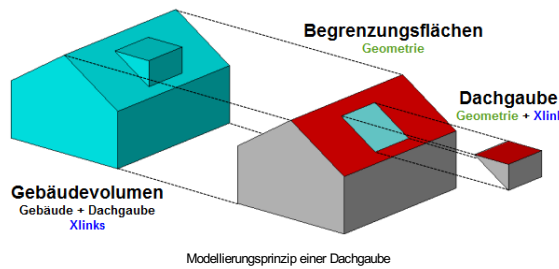 Begrenzungsflächen
Geometrie
Dachgaube
Geometrie + Xlink
Gebäudevolumen
Gebäude + Dachgaube
Xlinks
Modellierungsprinzip einer Dachgaube